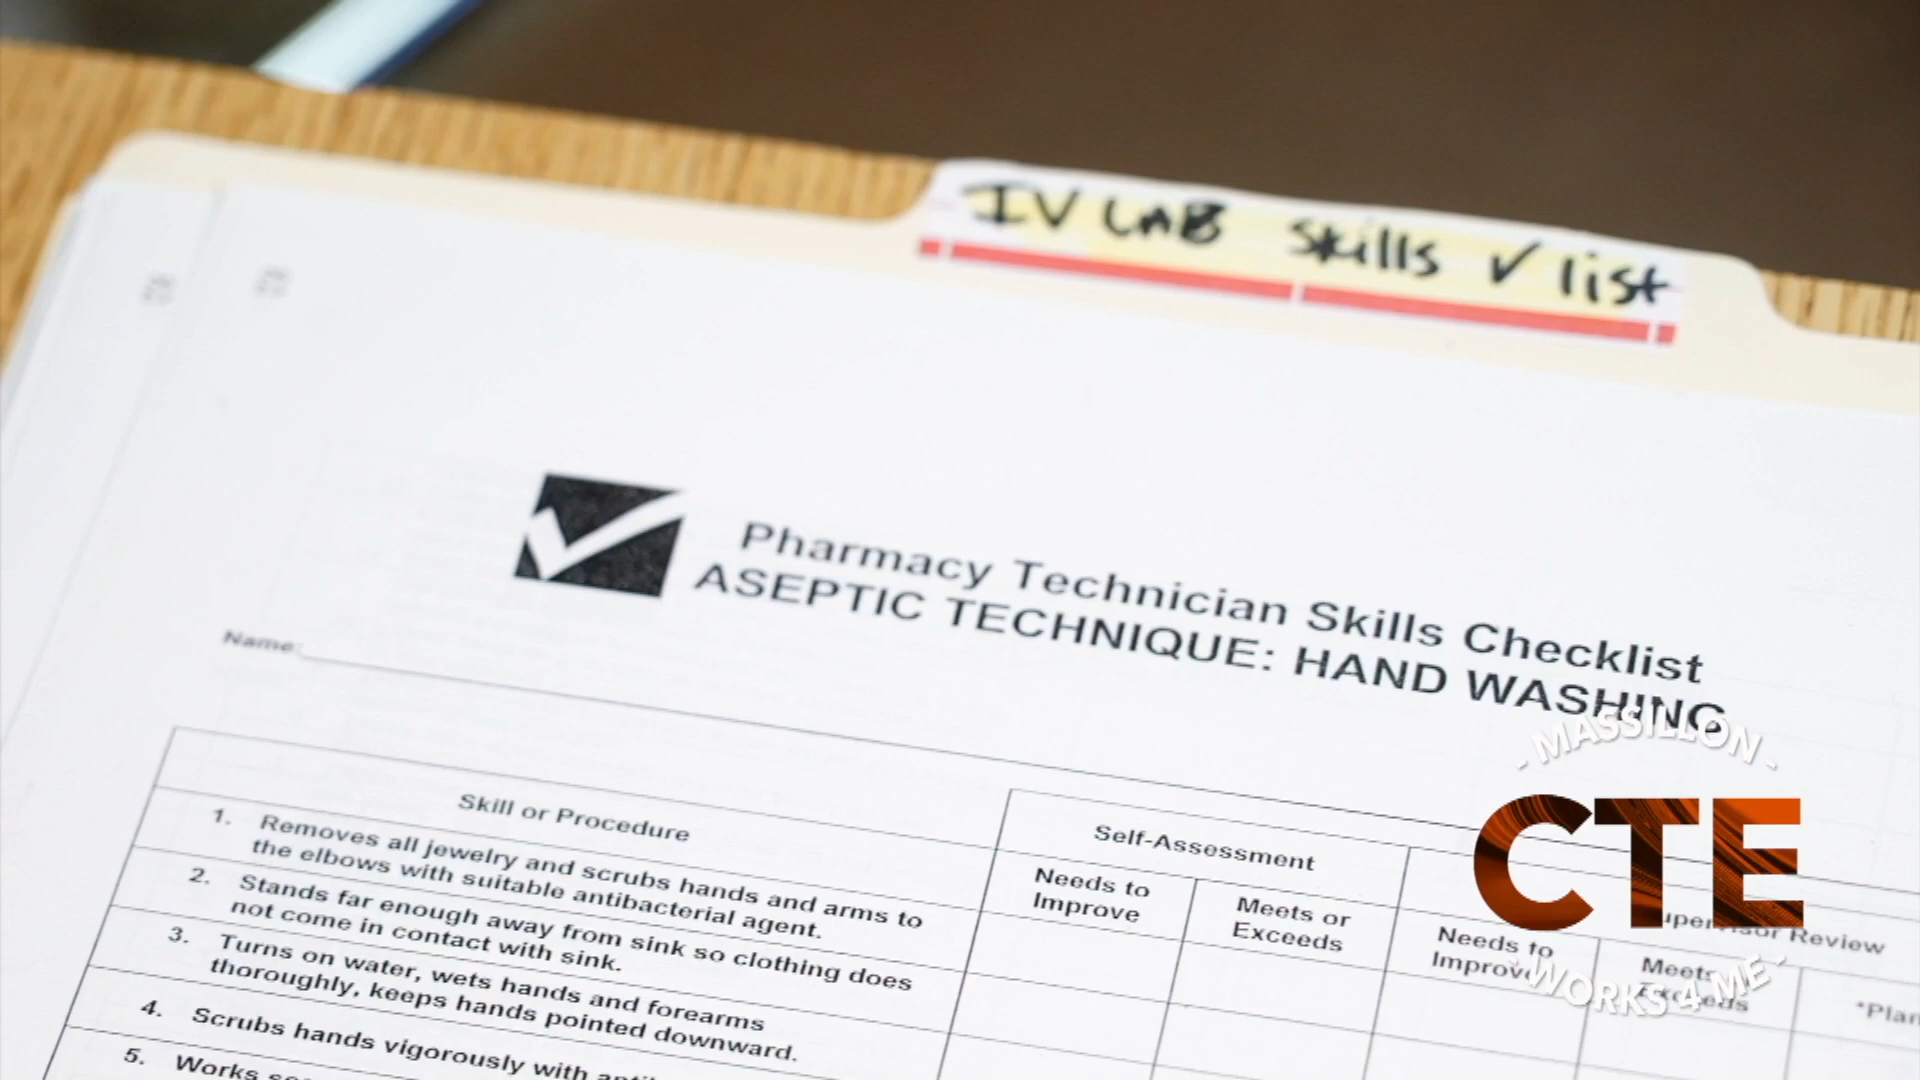 IV LAB Skills ✓ list
Pharmacy Technician Skills Checklist
ASEPTIC TECHNIQUE: HAND WASHING
Name:
Skill or Procedure
Self-Assessment
Supervisor Review
Needs to
Improve
Meets or
Exceeds
Needs to
Improve
Meets
Exceeds
*Plan
1. Removes all jewelry and scrubs hands and arms to
the elbows with suitable antibacterial agent.
2. Stands far enough away from sink so clothing does
not come in contact with sink.
3. Turns on water, wets hands and forearms
thoroughly, keeps hands pointed downward.
4. Scrubs hands vigorously with
5. Works
- MASSILLON -
CTE
- WORKS 4 ME -